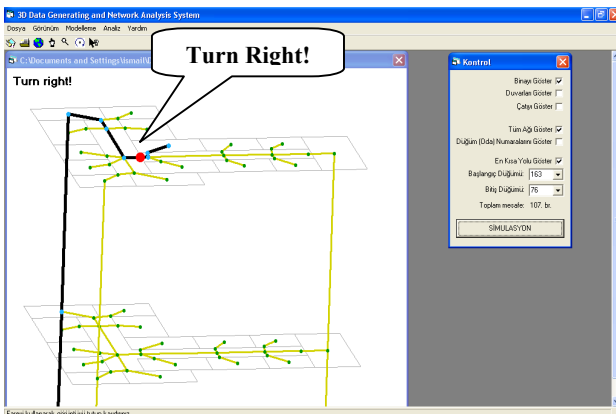 3D Data Generating and Network Analysis System
Dosya Görünüm Modelleme Analiz Yardım
C:\Documents and Settings\ismail\D
Turn Right!
Turn right!
Kontrol
Binayı Göster
Duvarları Göster
Çatıyı Göster
Tüm Ağı Göster
Düğüm (Oda) Numaralarını Göster
En Kısa Yolu Göster
Başlangıç Düğümü: 163
Bitiş Düğümü: 76
Toplam mesafe: 107. br.
SİMULASYON